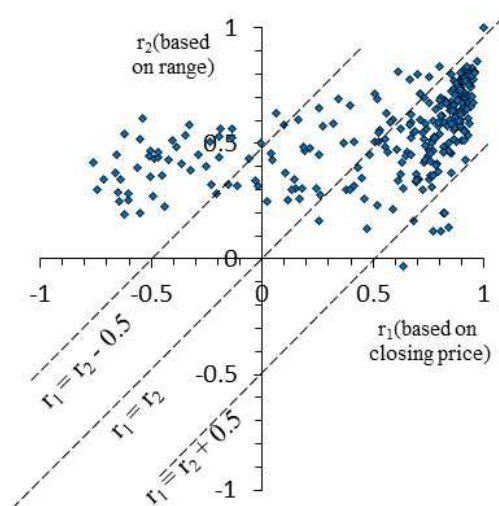 r₂(based
on range)
1
0.5
0
-1
-0.5
0
0.5
1
r₁(based on
closing price)
-0.5
-1
r₁ = r₂ - 0.5
r₁ = r₂
r₁ = r₂ + 0.5